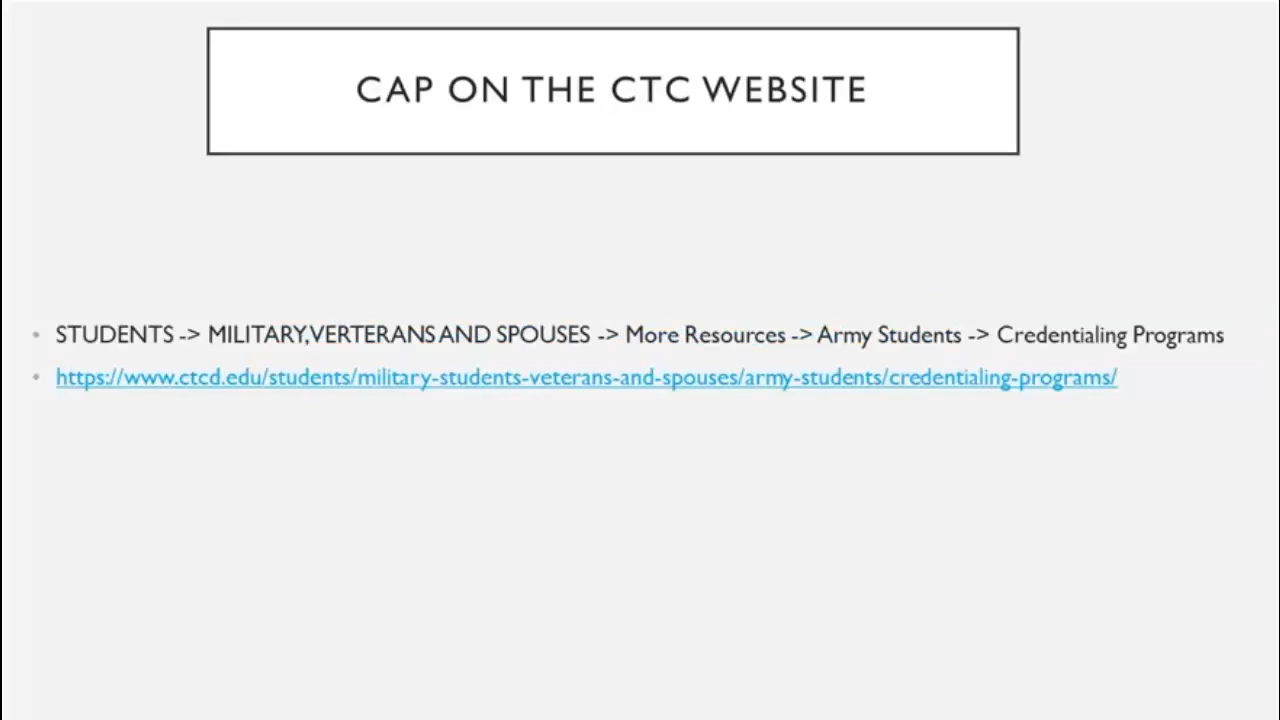 CAP ON THE CTC WEBSITE
• STUDENTS -> MILITARY, VERTERANS AND SPOUSES -> More Resources -> Army Students -> Credentialing Programs
• https://www.ctcd.edu/students/military-students-veterans-and-spouses/army-students/credentialing-programs/